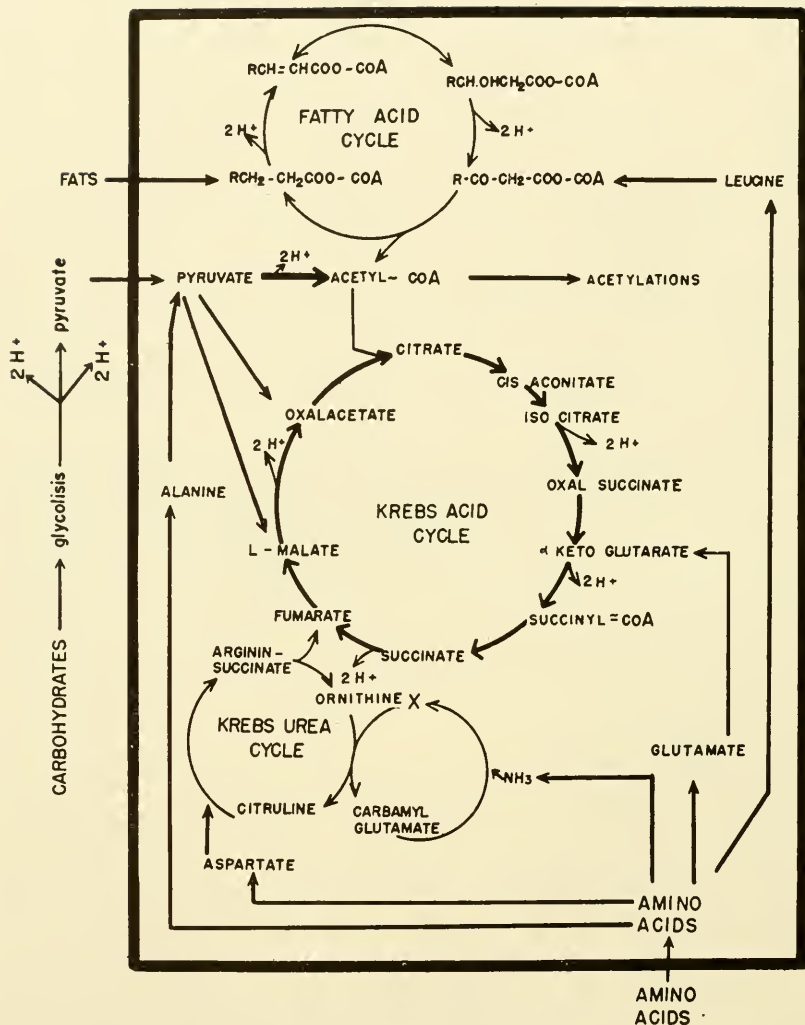 RCH=CHCOO-COA
RCH.OHCH₂COO-COA
2H+
FATTY ACID
CYCLE
2H+
FATS
RCH₂-CH₂COO-COA
R-CO-CH₂-COO-COA
LEUCINE
2H+
PYRUVATE
ACETYL~ COA
ACETYLATIONS
pyruvate
2H+
2H+
CITRATE
CIS ACONITATE
ISO CITRATE
OXALACETATE
2H+
2H+
OXAL SUCCINATE
ALANINE
glycolisis
KREBS ACID
CYCLE
L-MALATE
α KETO GLUTARATE
2H+
FUMARATE
SUCCINYL=COA
ARGININ-
SUCCINATE
SUCCINATE
2H+
ORNITHINE X
KREBS UREA
CYCLE
CARBOHYDRATES
GLUTAMATE
NH₃
CITRULINE
CARBAMYL
GLUTAMATE
ASPARTATE
AMINO
ACIDS
AMINO
ACIDS